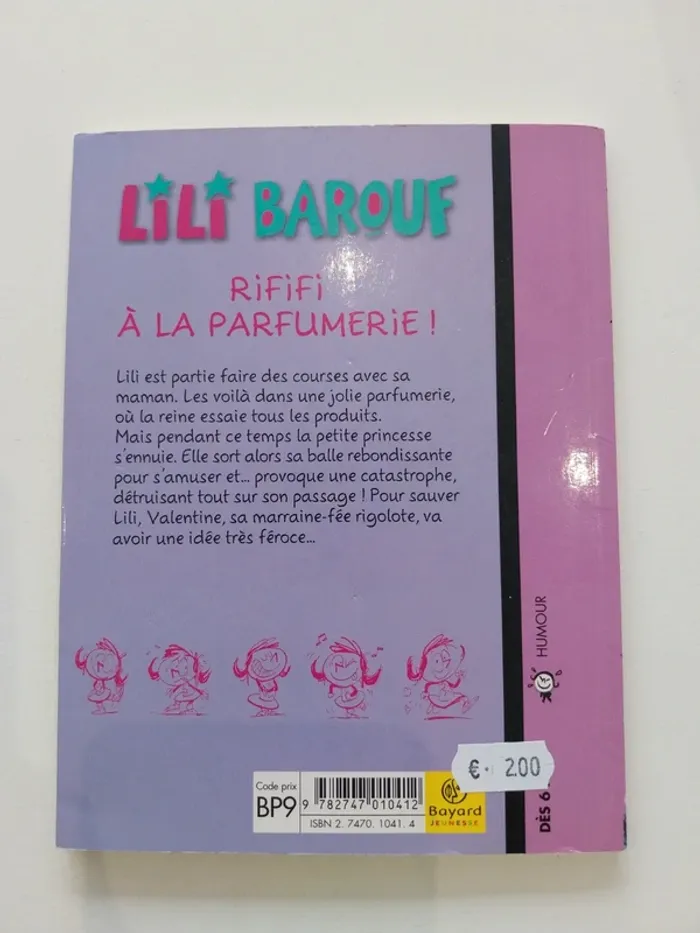 LiLi BAROUF
RiFiFi
À LA PARFUMERiE !
Lili est partie faire des courses avec sa
maman. Les voilà dans une jolie parfumerie,
où la reine essaie tous les produits.
Mais pendant ce temps la petite princesse
s'ennuie. Elle sort alors sa balle rebondissante
pour s'amuser et... provoque une catastrophe,
détruisant tout sur son passage ! Pour sauver
Lili, Valentine, sa marraine-fée rigolote, va
avoir une idée très féroce...
HUMOUR
DÈS 6
€ 2.00
Code prix
BP9
9 782747 010412
ISBN 2. 7470. 1041. 4
Bayard
JEUNESSE